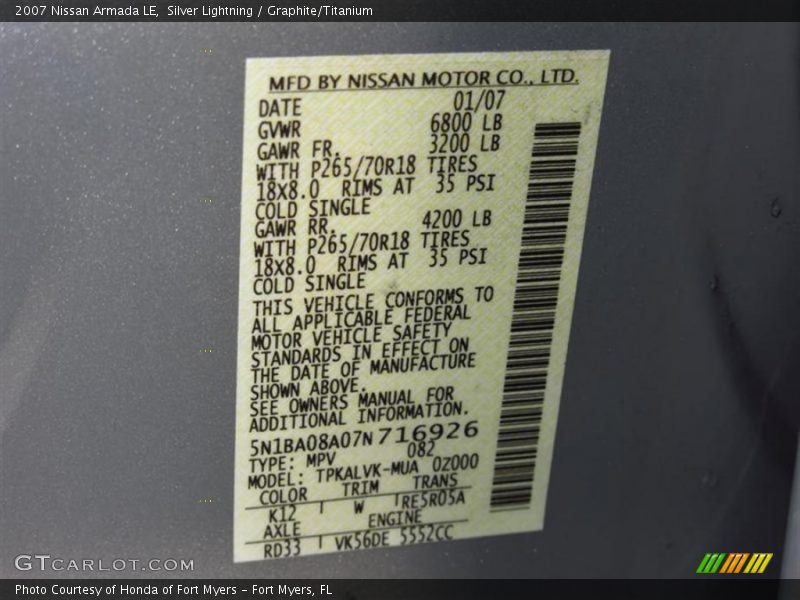 2007 Nissan Armada LE,  Silver Lightning / Graphite/Titanium
MFD BY NISSAN MOTOR CO., LTD.
DATE 01/07
GVWR 6800 LB
GAWR FR. 3200 LB
WITH P265/70R18 TIRES
18X8.0 RIMS AT 35 PSI
COLD SINGLE
GAWR RR. 4200 LB
WITH P265/70R18 TIRES
18X8.0 RIMS AT 35 PSI
COLD SINGLE
THIS VEHICLE CONFORMS TO
ALL APPLICABLE FEDERAL
MOTOR VEHICLE SAFETY
STANDARDS IN EFFECT ON
THE DATE OF MANUFACTURE
SHOWN ABOVE.
SEE OWNERS MANUAL FOR
ADDITIONAL INFORMATION.
5N1BA08A07N716926
TYPE: MPV 082
MODEL: TPKALVK-MUA 0Z000
COLOR TRIM TRANS
K12 W RE5R05A
AXLE ENGINE
RD33 VK56DE 5552CC
GTCARLOT.COM
Photo Courtesy of Honda of Fort Myers - Fort Myers, FL